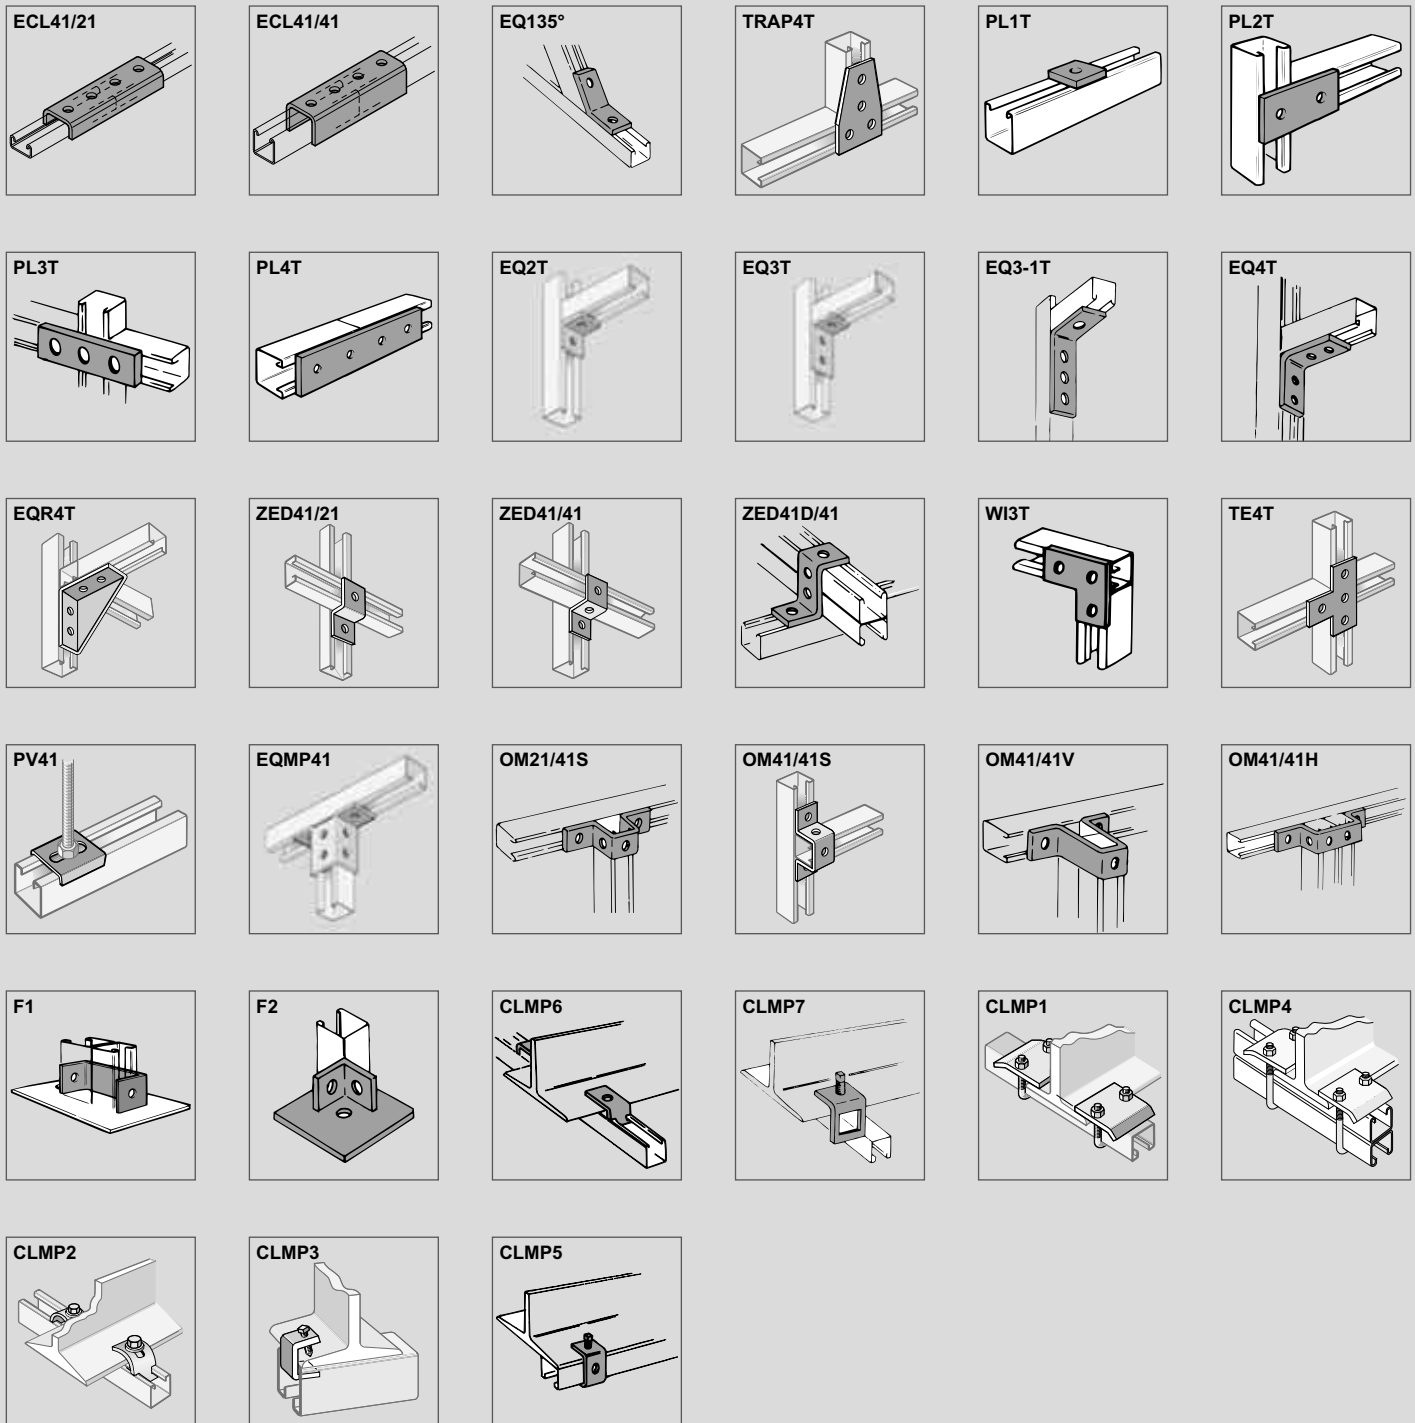 ECL41/21
ECL41/41
EQ135°
TRAP4T
PL1T
PL2T
PL3T
PL4T
EQ2T
EQ3T
EQ3-1T
EQ4T
EQR4T
ZED41/21
ZED41/41
ZED41D/41
WI3T
TE4T
PV41
EQMP41
OM21/41S
OM41/41S
OM41/41V
OM41/41H
F1
F2
CLMP6
CLMP7
CLMP1
CLMP4
CLMP2
CLMP3
CLMP5